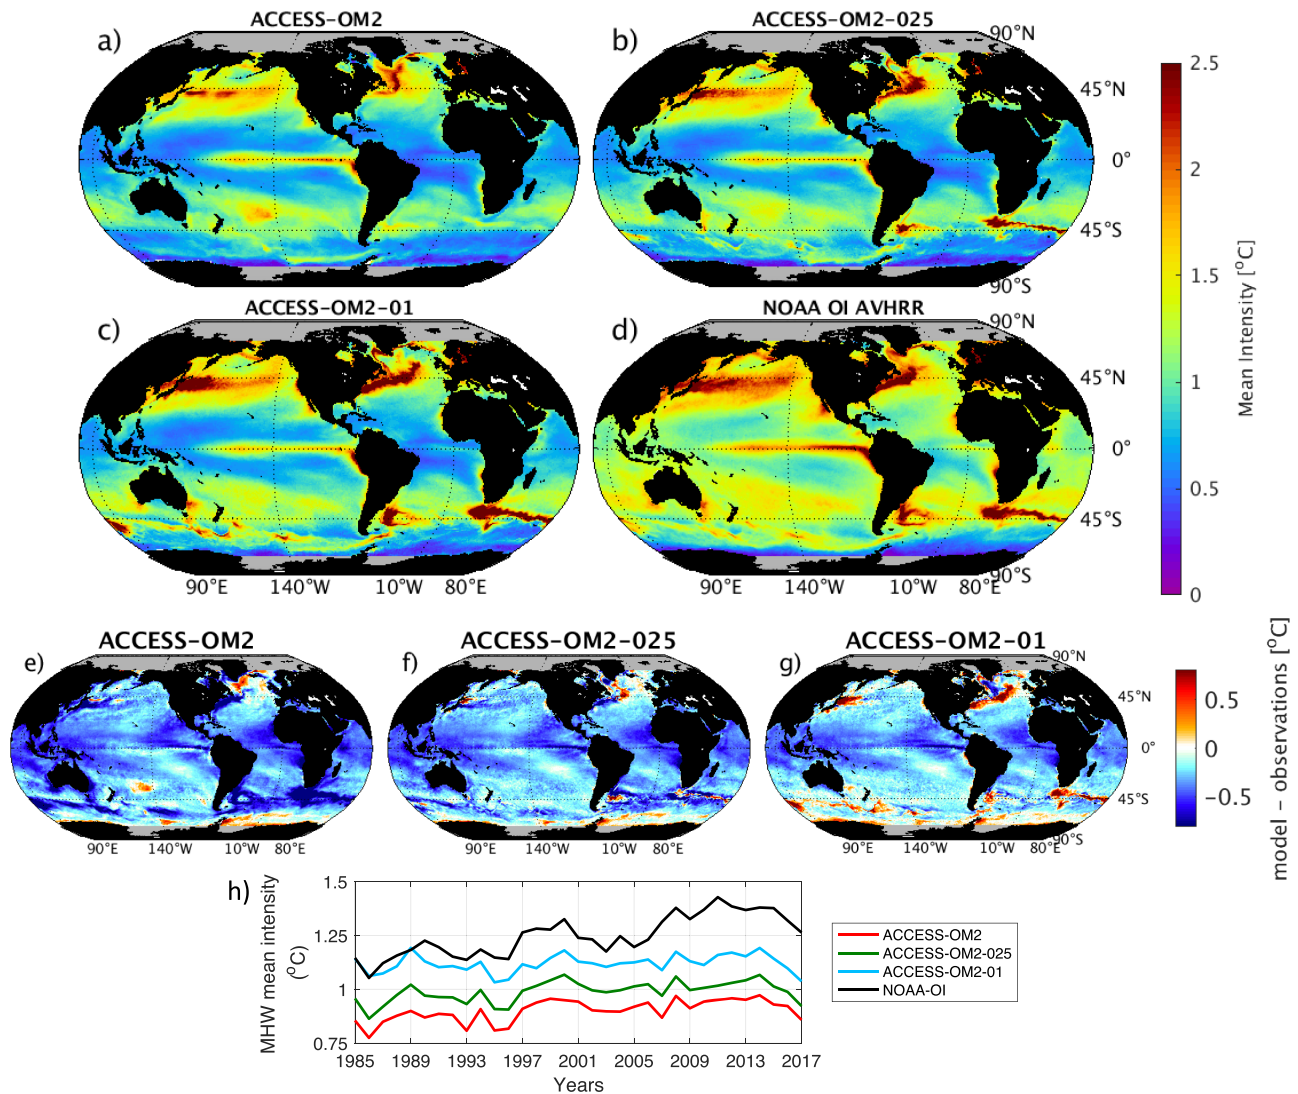 ACCESS-OM2
ACCESS-OM2-025
a)
b)
90°N
45°N
0°
45°S
90°S
2.5
2
1.5
1
0.5
0
Mean Intensity [°C]
ACCESS-OM2-01
NOAA OI AVHRR
c)
d)
90°N
45°N
0°
45°S
90°S
90°E
140°W
10°W
80°E
90°E
140°W
10°W
80°E
ACCESS-OM2
ACCESS-OM2-025
ACCESS-OM2-01
e)
f)
g)
90°N
45°N
0°
45°S
90°S
90°E
140°W
10°W
80°E
90°E
140°W
10°W
80°E
90°E
140°W
10°W
80°E
0.5
0
−0.5
model - observations [°C]
h)
MHW mean intensity
(°C)
1.5
1.25
1
0.75
1985
1989
1993
1997
2001
2005
2009
2013
2017
Years
ACCESS-OM2
ACCESS-OM2-025
ACCESS-OM2-01
NOAA-OI